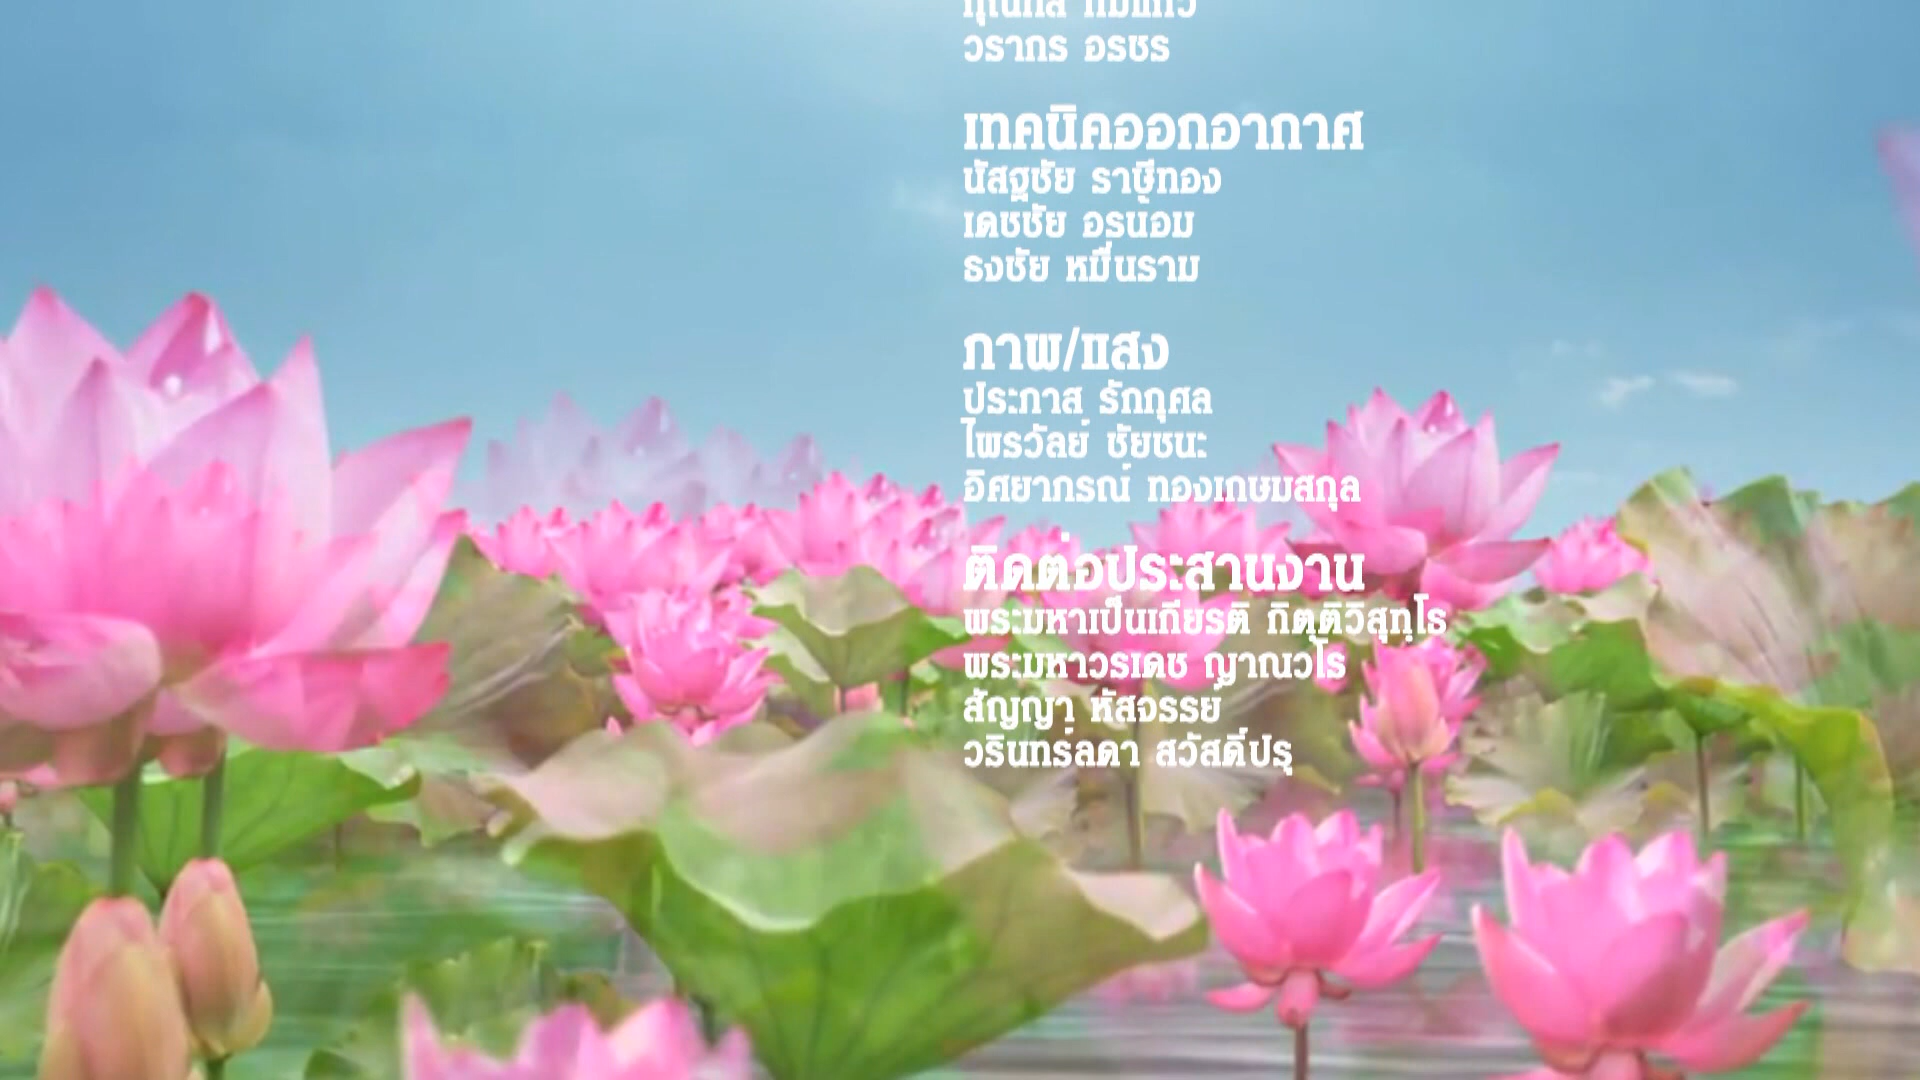 วรากร อรชร
เทคนิคออกอากาศ
นัสฐชัย ราษีทอง
เดชชัย อรน้อม
ธงชัย หมื่นราม
ภาพ/แสง
ประกาส รักกุศล
ไพรวัลย์ ชัยชนะ
อิศยาภรณ์ ทองเกษมสกุล
ติดต่อประสานงาน
พระมหาเป็นเกียรติ กิตฺติวิสุทฺโธ
พระมหาวรเดช ญาณวโร
สัญญา หัสจรรย์
วรินทร์ลดา สวัสดิ์ปรุ